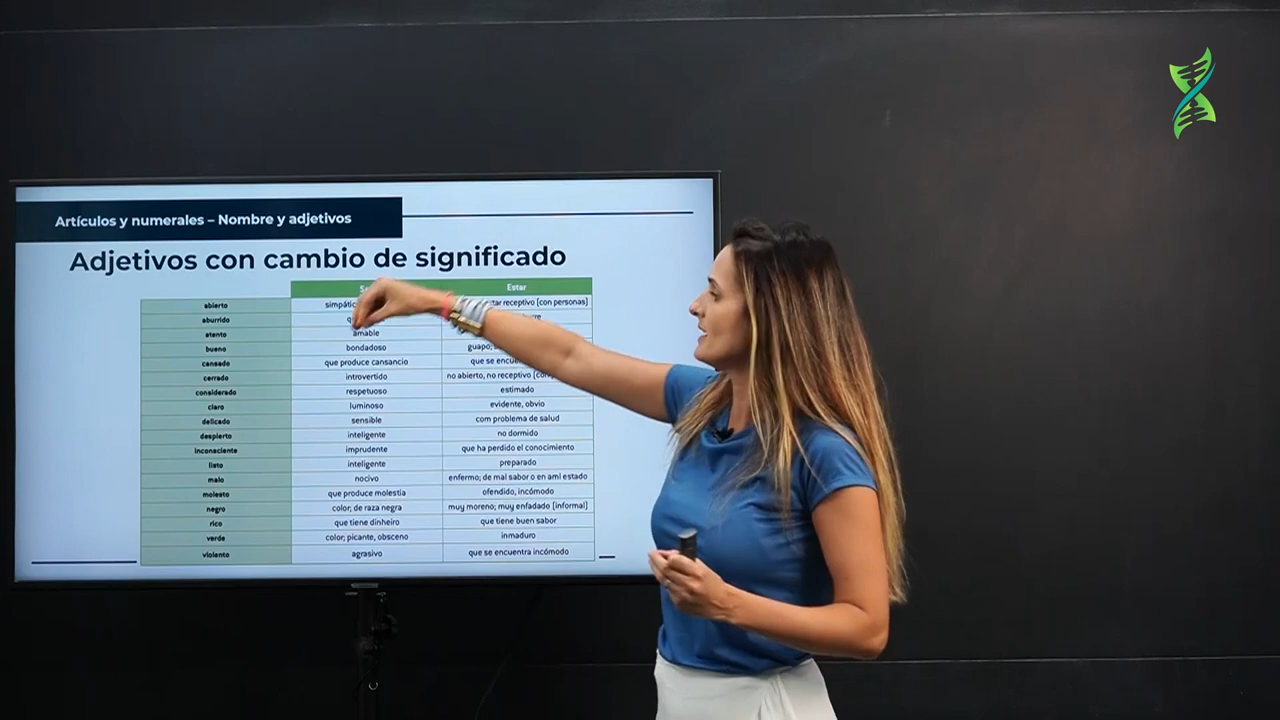 Artículos y numerales – Nombre y adjetivos
Adjetivos con cambio de significado
Estar
abierto simpátic star receptivo [con personas]
aburrido
atento amable
bueno bondadoso guapo;
cansado que produce cansancio que se encue
cerrado introvertido no abierto, no receptivo
considerado respetuoso estimado
claro luminoso evidente, obvio
delicado sensible com problema de salud
despierto inteligente no dormido
inconsciente imprudente que ha perdido el conocimiento
listo inteligente preparado
malo nocivo enfermo; de mal sabor o en aml estado
molesto que produce molestia ofendido, incómodo
negro color; de raza negra muy moreno; muy enfadado [informal]
rico que tiene dinheiro que tiene buen sabor
verde color; picante, obsceno inmaduro
violento agrasivo que se encuentra incómodo